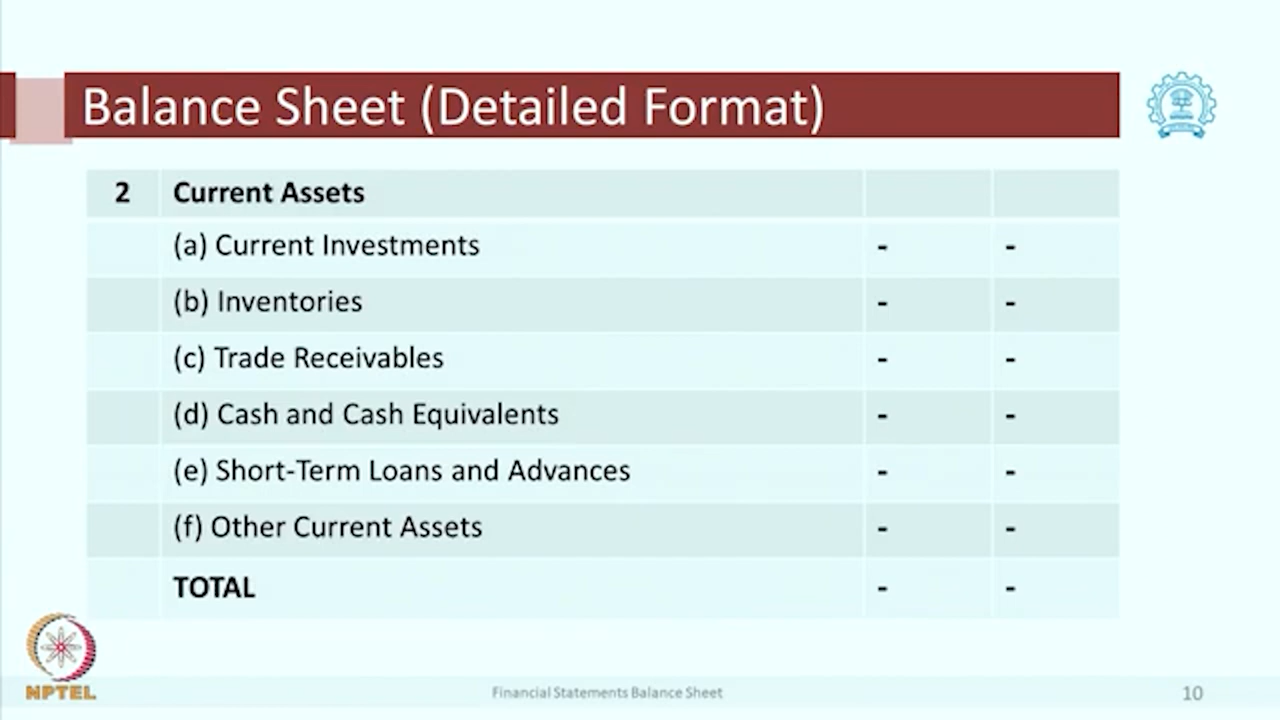 Balance Sheet (Detailed Format)
2 Current Assets
(a) Current Investments - -
(b) Inventories - -
(c) Trade Receivables - -
(d) Cash and Cash Equivalents - -
(e) Short-Term Loans and Advances - -
(f) Other Current Assets - -
TOTAL - -
NPTEL
Financial Statements Balance Sheet
10